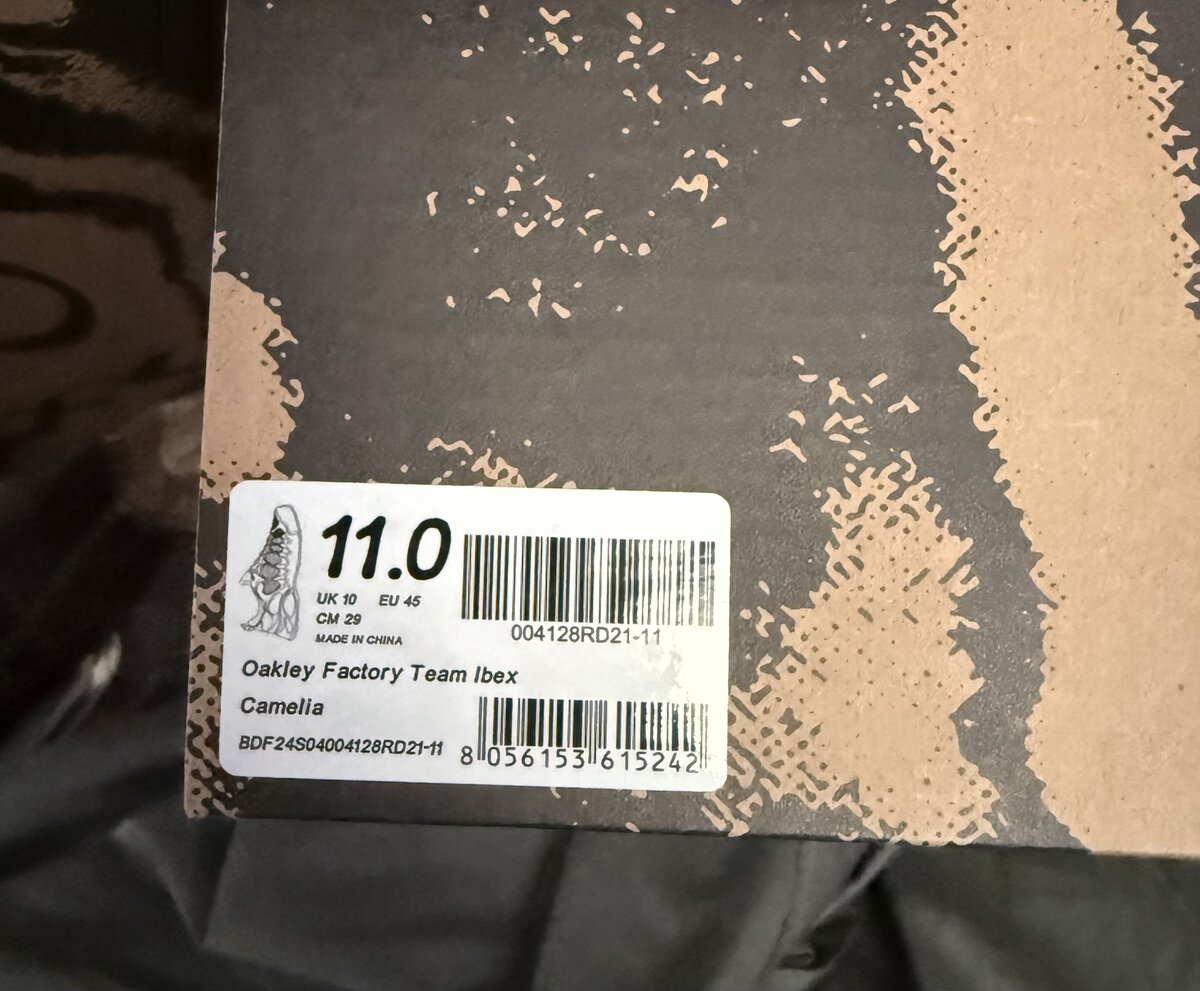 11.0
UK 10 EU 45
CM 29
MADE IN CHINA
004128RD21-11
Oakley Factory Team Ibex
Camelia
BDF24S04004128RD21-11
8 056153 615242